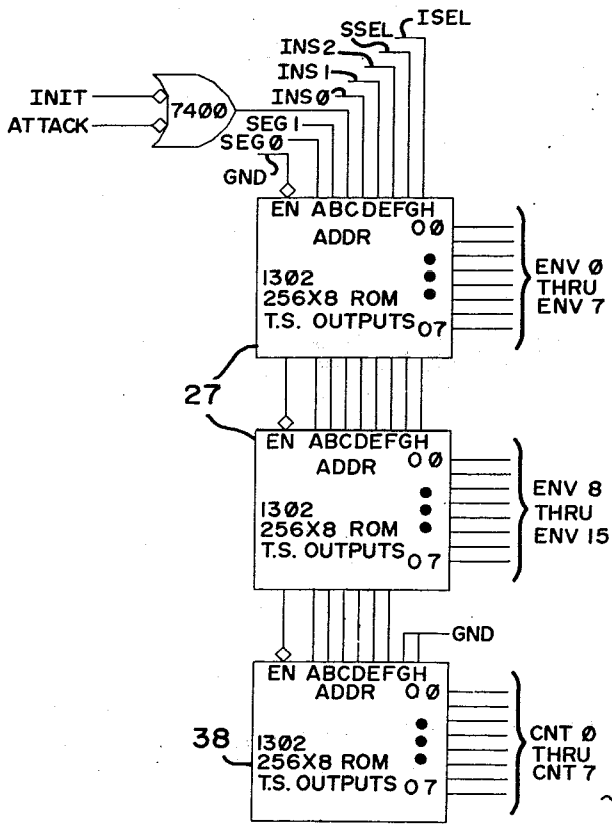 ISEL
SSEL
INS2
INS1
INSØ
INIT
7400
ATTACK
SEG1
SEGØ
GND
EN ABCDEFGH
OØ
ADDR
1302
256X8 ROM
T.S. OUTPUTS
O7
ENV Ø
THRU
ENV 7
27
EN ABCDEFGH
OØ
ADDR
1302
256X8 ROM
T.S. OUTPUTS
O7
ENV 8
THRU
ENV 15
GND
EN ABCDEFGH
OØ
ADDR
38
1302
256X8 ROM
T.S. OUTPUTS
O7
CNT Ø
THRU
CNT 7